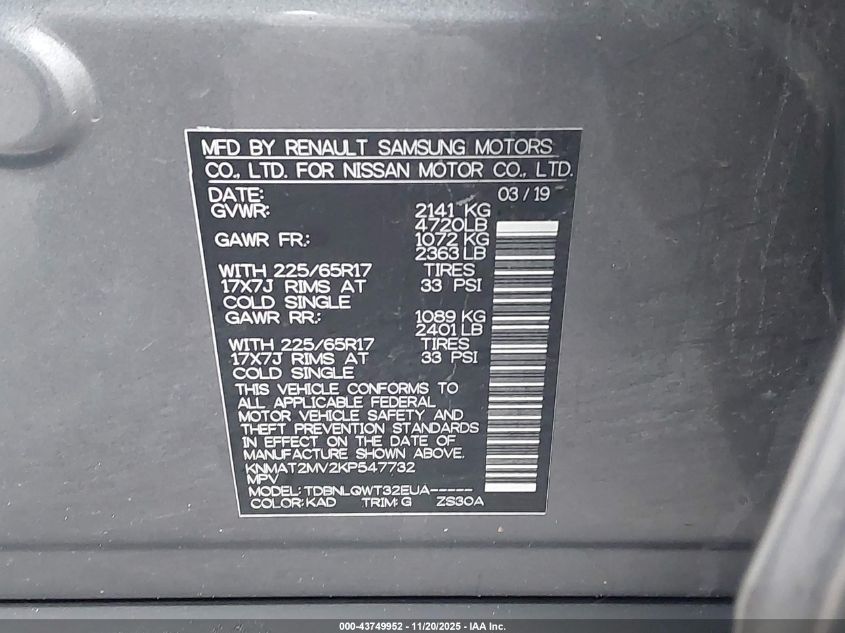 MFD BY RENAULT SAMSUNG MOTORS
CO., LTD. FOR NISSAN MOTOR CO., LTD.
DATE: 03 / 19
GVWR: 2141 KG
4720LB
GAWR FR.: 1072 KG
2363 LB
WITH 225/65R17 TIRES
17X7J RIMS AT 33 PSI
COLD SINGLE
GAWR RR.: 1089 KG
2401 LB
WITH 225/65R17 TIRES
17X7J RIMS AT 33 PSI
COLD SINGLE
THIS VEHICLE CONFORMS TO
ALL APPLICABLE FEDERAL
MOTOR VEHICLE SAFETY AND
THEFT PREVENTION STANDARDS
IN EFFECT ON THE DATE OF
MANUFACTURE SHOWN ABOVE.
KNMAT2MV2KP547732
MPV
MODEL: TDBNLQWT32EUA-----
COLOR: KAD TRIM: G ZS30A
000-43749952 - 11/20/2025 - IAA Inc.